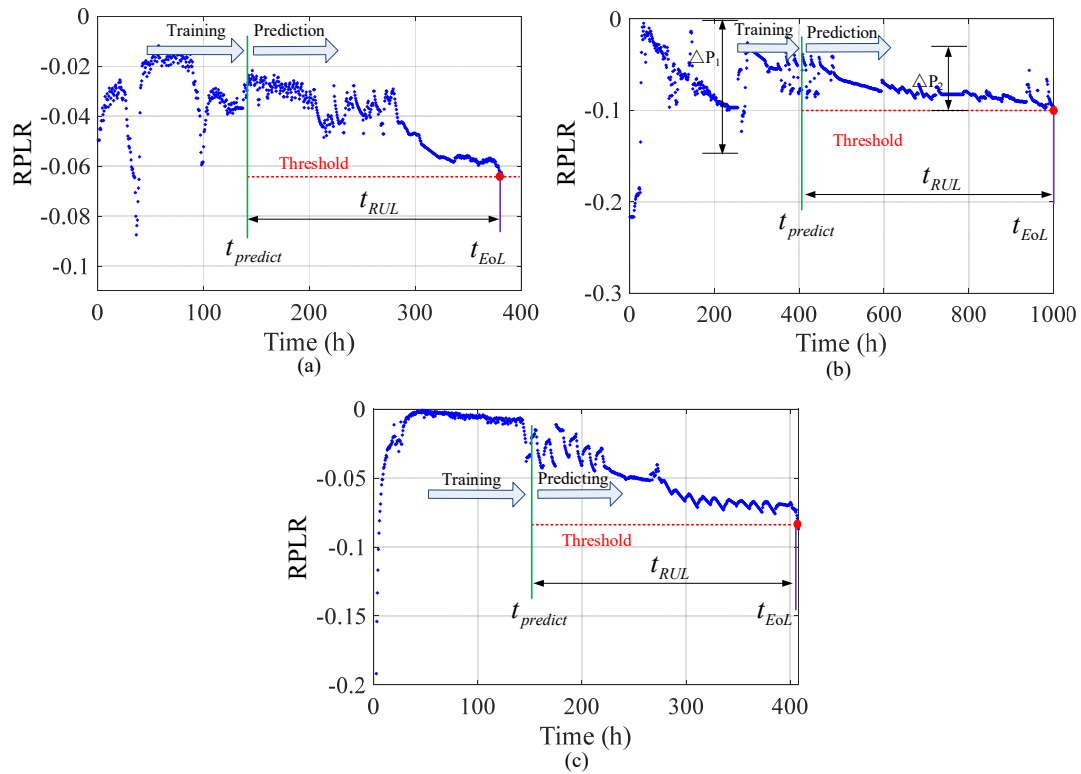 Training
Prediction
-0.02
-0.04
-0.06
-0.08
-0.1
RPLR
Threshold
t_RUL
t_predict
t_EoL
0
100
200
300
400
Time (h)
(a)
0
-0.1
-0.2
-0.3
RPLR
△P₁
Training
Prediction
△P₂
Threshold
t_RUL
t_predict
t_EoL
0
200
400
600
800
1000
Time (h)
(b)
0
-0.05
-0.1
-0.15
-0.2
RPLR
Training
Predicting
Threshold
t_RUL
t_predict
t_EoL
0
100
200
300
400
Time (h)
(c)